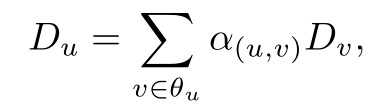 D_u = \sum_{v \in \theta_u} \alpha_{(u,v)} D_v,